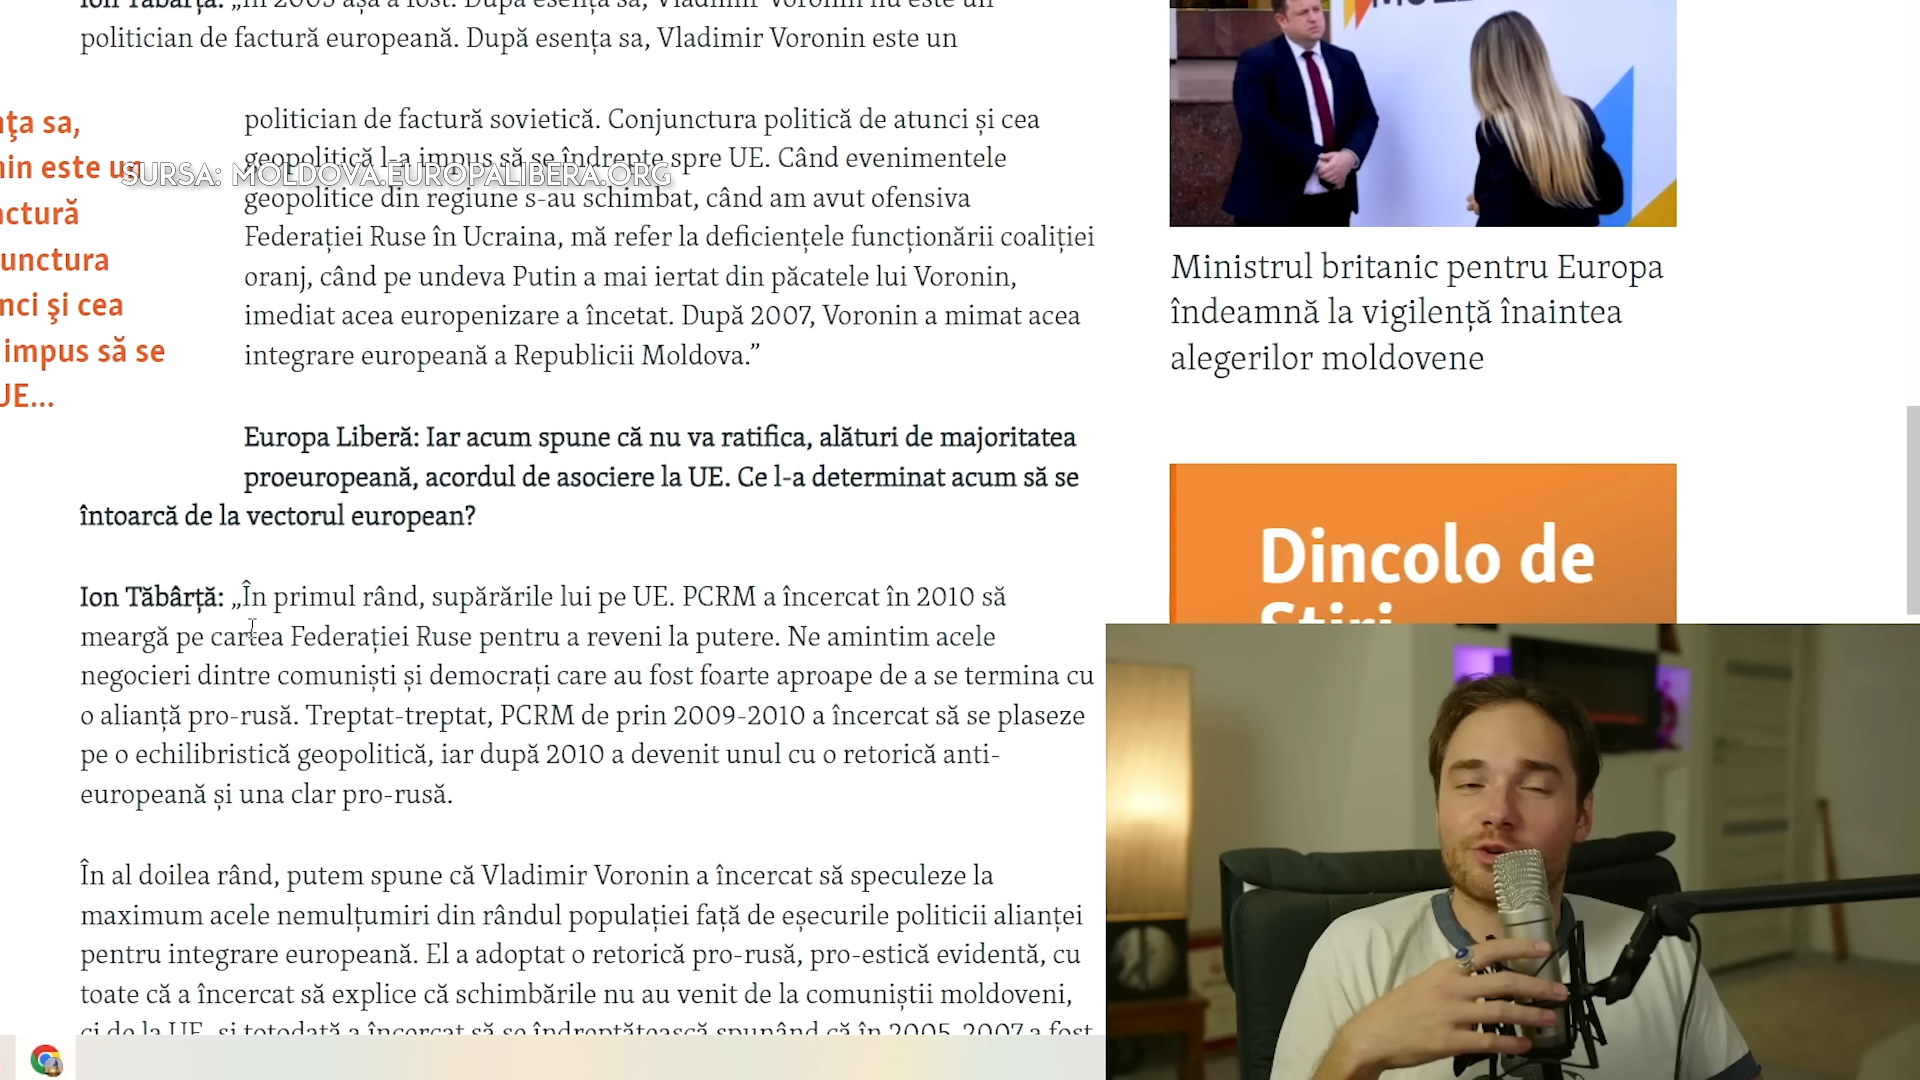 Ion Tăbârță: „În 2005 așa a fost. După esența sa, Vladimir Voronin nu este un
politician de factură europeană. După esența sa, Vladimir Voronin este un
ța sa,
este un
unctura
și cea
impus să se
UE...
politician de factură sovietică. Conjunctura politică de atunci și cea
geopolitică l-a impus să se îndrepte spre UE. Când evenimentele
SURSA: MOLDOVA.EUROPALIBERA.ORG
geopolitice din regiune s-au schimbat, când am avut ofensiva
Federației Ruse în Ucraina, mă refer la deficiențele funcționării coaliției
oranj, când pe undeva Putin a mai iertat din păcatele lui Voronin,
imediat acea europenizare a încetat. După 2007, Voronin a mimat acea
integrare europeană a Republicii Moldova.”
Europa Liberă: Iar acum spune că nu va ratifica, alături de majoritatea
proeuropeană, acordul de asociere la UE. Ce l-a determinat acum să se
întoarcă de la vectorul european?
Ion Tăbârță: „În primul rând, supărările lui pe UE. PCRM a încercat în 2010 să
meargă pe cartea Federației Ruse pentru a reveni la putere. Ne amintim acele
negocieri dintre comuniști și democrați care au fost foarte aproape de a se termina cu
o alianță pro-rusă. Treptat-treptat, PCRM de prin 2009-2010 a încercat să se plaseze
pe o echilibristică geopolitică, iar după 2010 a devenit unul cu o retorică anti-
europeană și una clar pro-rusă.
În al doilea rând, putem spune că Vladimir Voronin a încercat să speculeze la
maximum acele nemulțumiri din rândul populației față de eșecurile politicii alianței
pentru integrare europeană. El a adoptat o retorică pro-rusă, pro-estică evidentă, cu
toate că a încercat să explice că schimbările nu au venit de la comuniștii moldoveni,
ci de la UE, și totodată a încercat să se îndreptățească spunând că în 2005-2007 a fost
Ministrul britanic pentru Europa
îndeamnă la vigilență înaintea
alegerilor moldovene
Dincolo de
Știri